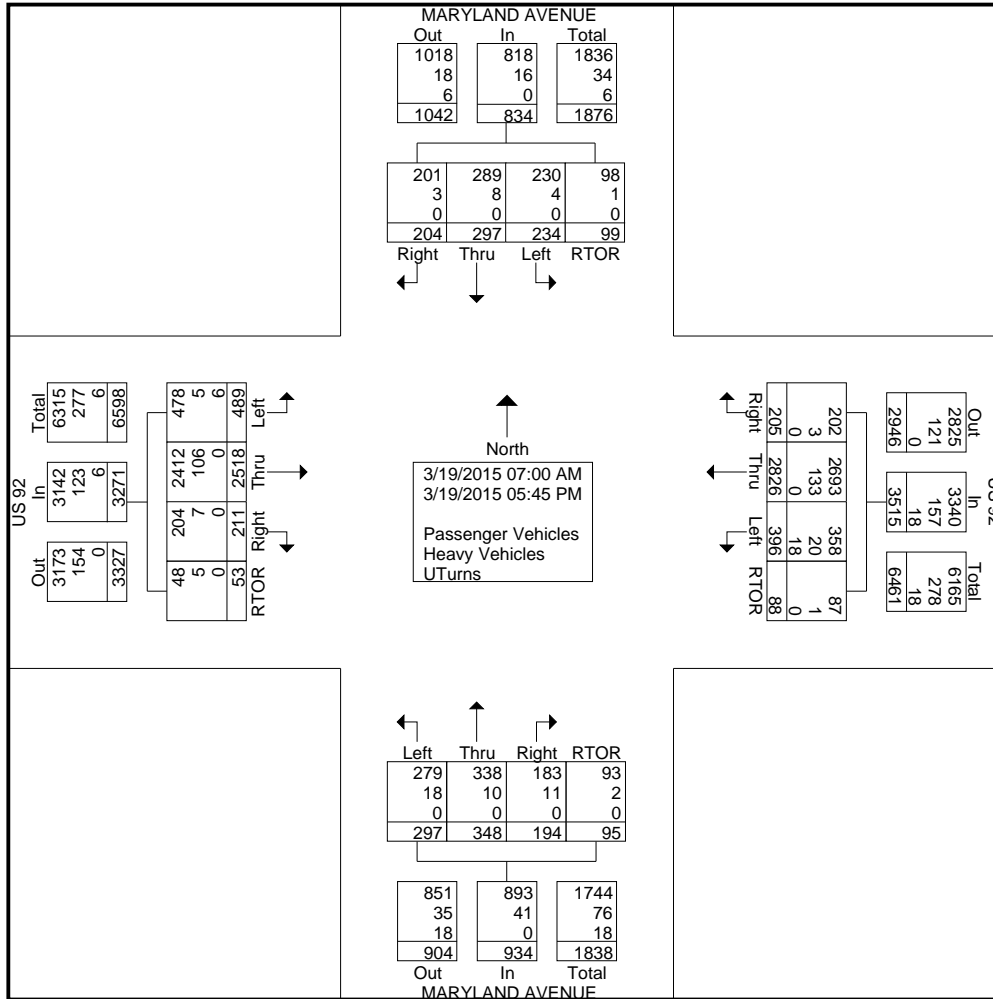 MARYLAND AVENUE
Out In Total
1018 818 1836
18 16 34
6 0 6
1042 834 1876
201 289 230 98
3 8 4 1
0 0 0 0
204 297 234 99
Right Thru Left RTOR
US 92
Total In Out
6315 3142 3173
277 123 154
6 6 0
6598 3271 3327
Left Thru Right RTOR
478 2412 204 48
5 106 7 5
6 0 0 0
489 2518 211 53
North
3/19/2015 07:00 AM
3/19/2015 05:45 PM
Passenger Vehicles
Heavy Vehicles
UTurns
Right Thru Left RTOR
202 2693 358 87
3 133 20 1
0 0 18 0
205 2826 396 88
US 92
Out In Total
2825 3340 6165
121 157 278
0 18 18
2946 3515 6461
Left Thru Right RTOR
279 338 183 93
18 10 11 2
0 0 0 0
297 348 194 95
851 893 1744
35 41 76
18 0 18
904 934 1838
Out In Total
MARYLAND AVENUE